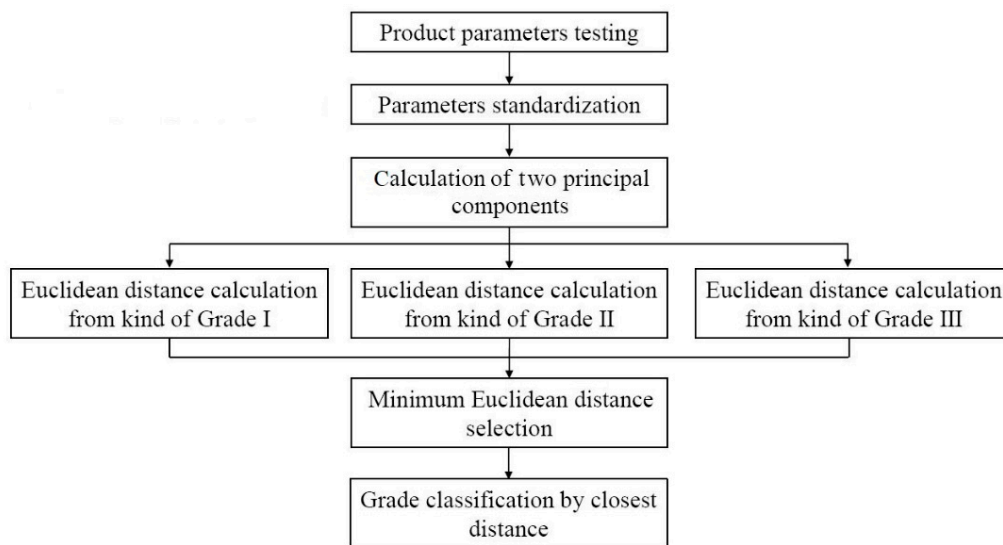 Product parameters testing
Parameters standardization
Calculation of two principal
components
Euclidean distance calculation
from kind of Grade I
Euclidean distance calculation
from kind of Grade II
Euclidean distance calculation
from kind of Grade III
Minimum Euclidean distance
selection
Grade classification by closest
distance